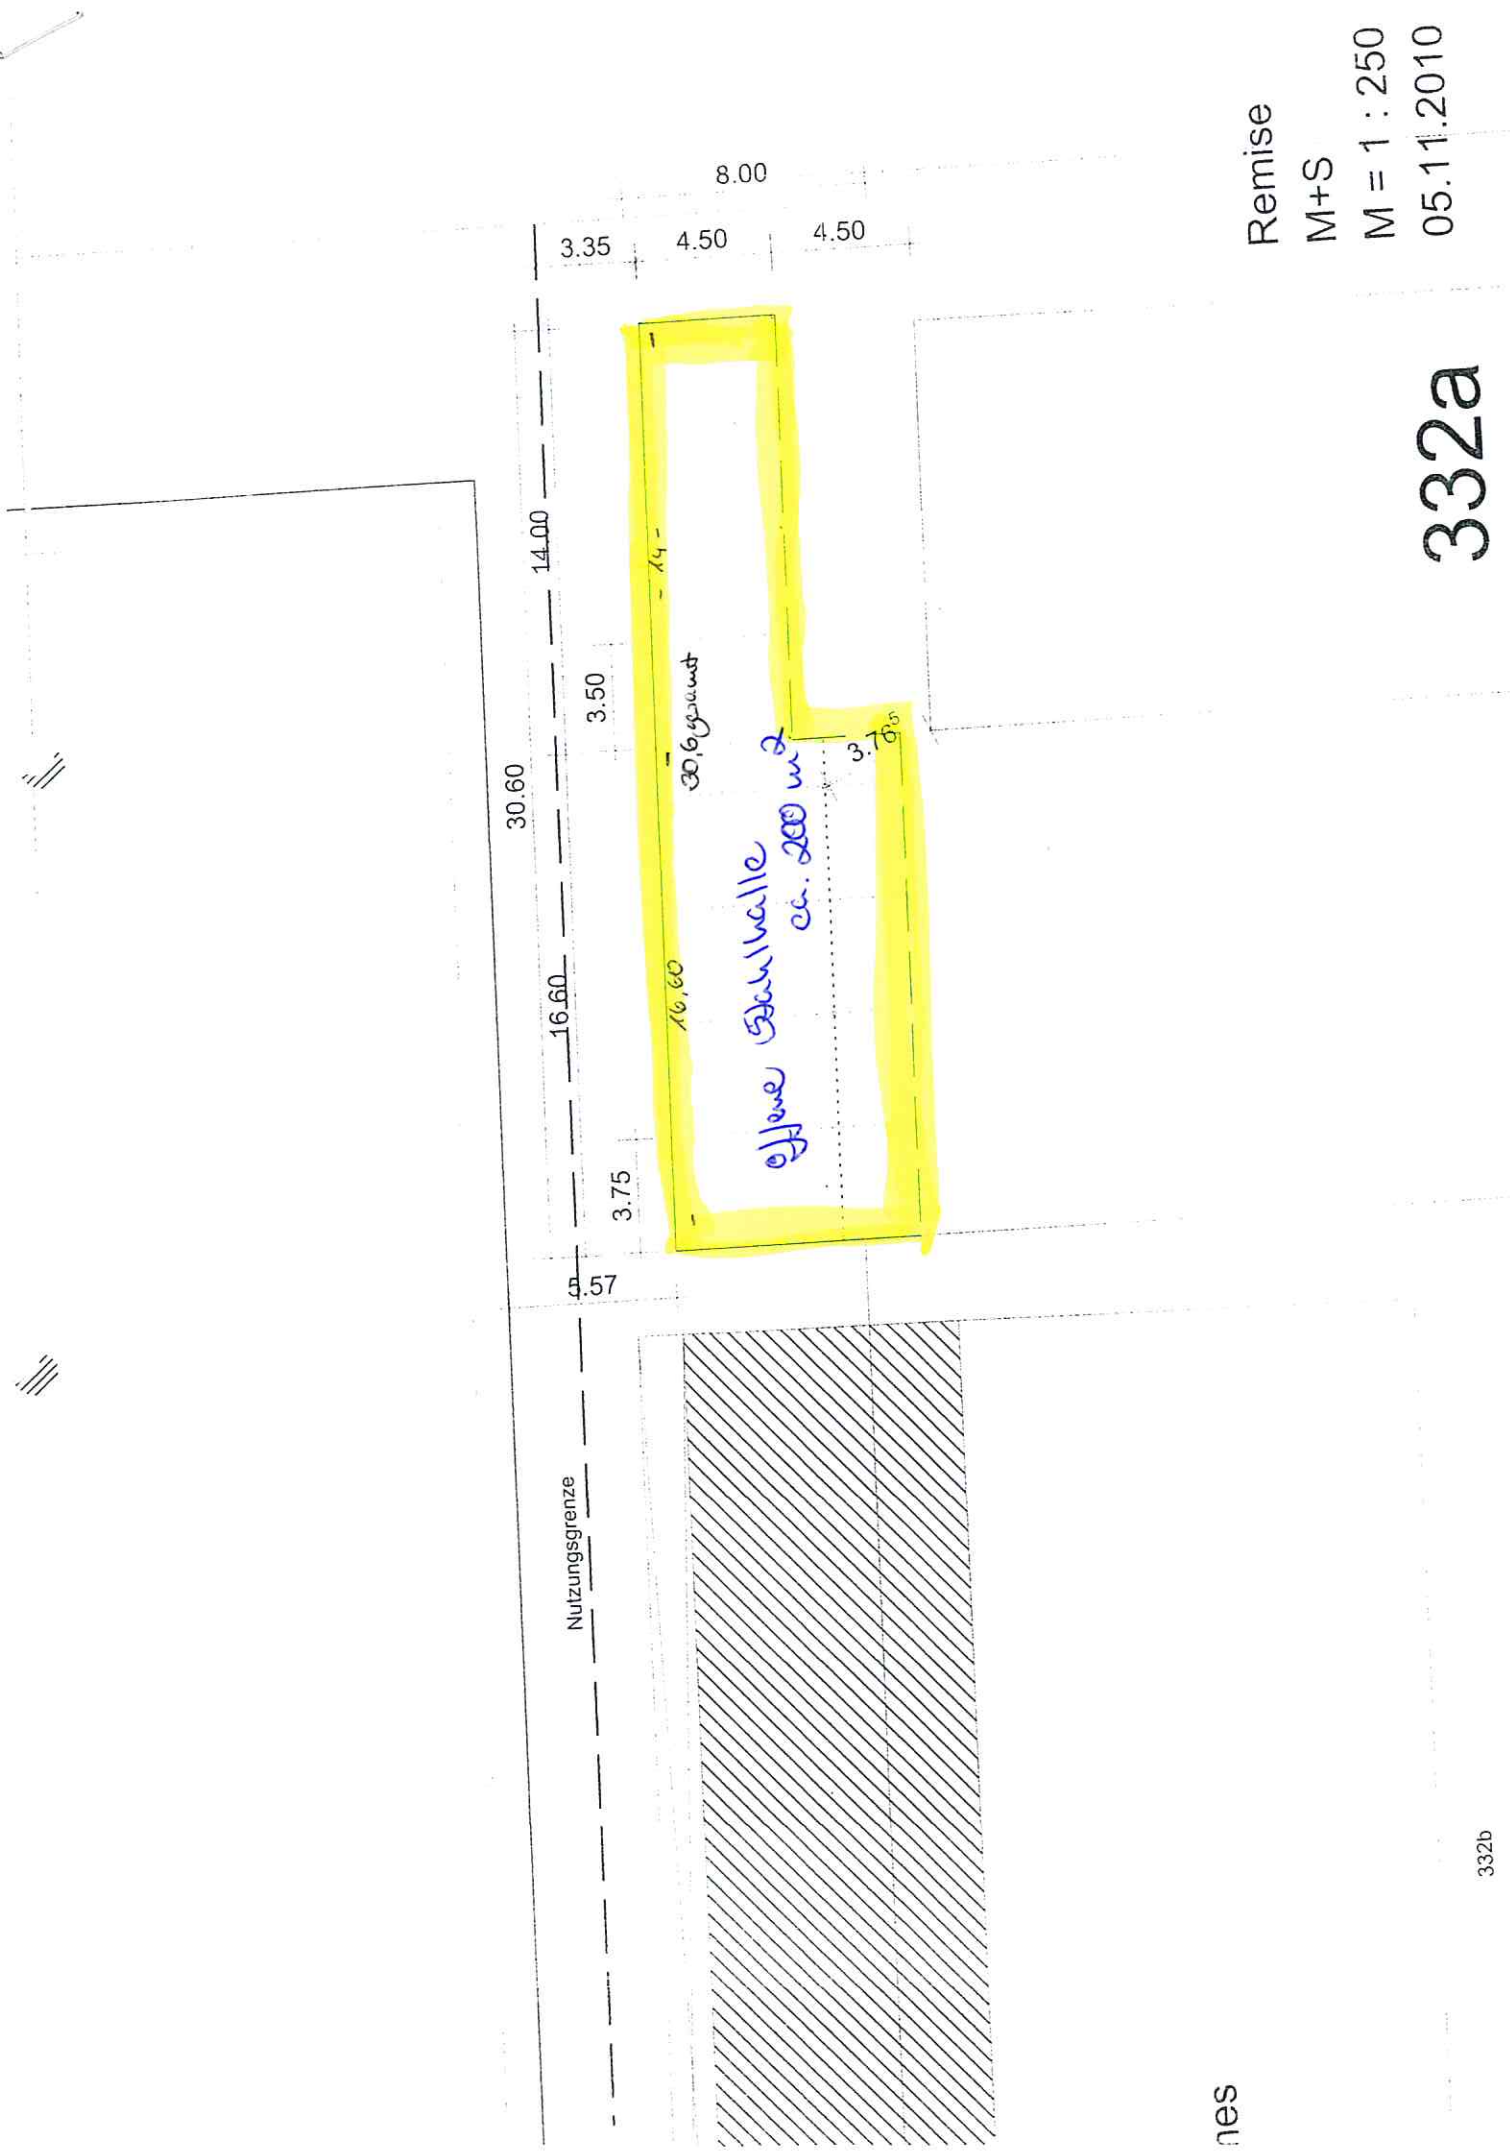 Remise
M+S
M = 1 : 250
05.11.2010
332a
8.00
3.35
4.50
4.50
14.00
30.60
16.60
3.50
3.75
5.57
- 14 -
30,6 gesamt
16,60
3.76⁵
offene Stahlhalle
ca. 200 m2
Nutzungsgrenze
332b
nes